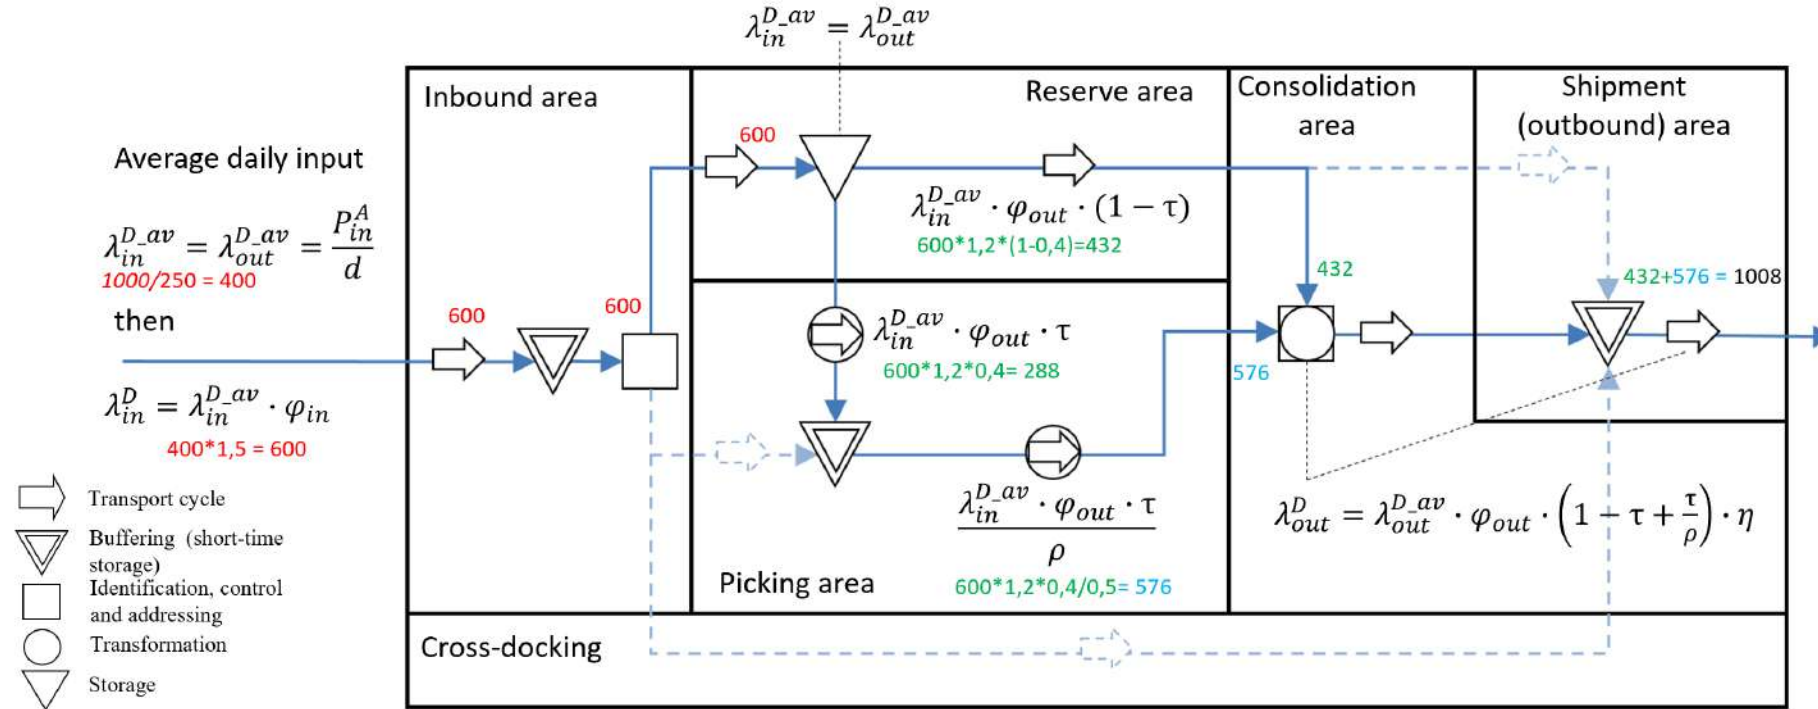 λ_in^{D_av} = λ_out^{D_av}
Inbound area
Reserve area
Consolidation
area
Shipment
(outbound) area
Average daily input
λ_in^{D_av} = λ_out^{D_av} = P_in^A / d
1000/250 = 400
then
λ_in^D = λ_in^{D_av} · φ_in
400*1,5 = 600
600
600
600
λ_in^{D_av} · φ_out · (1 − τ)
600*1,2*(1-0,4)=432
432
432+576 = 1008
λ_in^{D_av} · φ_out · τ
600*1,2*0,4= 288
576
λ_in^{D_av} · φ_out · τ / ρ
600*1,2*0,4/0,5= 576
Picking area
λ_out^D = λ_out^{D_av} · φ_out · (1 − τ + τ/ρ) · η
Cross-docking
Transport cycle
Buffering (short-time
storage)
Identification, control
and addressing
Transformation
Storage